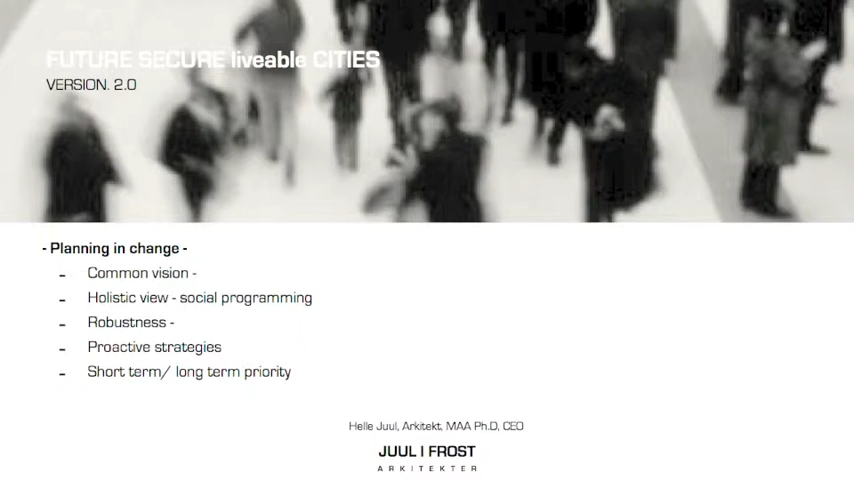 FUTURE SECURE liveable CITIES
VERSION. 2.0
- Planning in change -
– Common vision -
– Holistic view - social programming
– Robustness -
– Proactive strategies
– Short term/ long term priority
Helle Juul, Arkitekt, MAA Ph.D, CEO
JUUL | FROST
ARKITEKTER